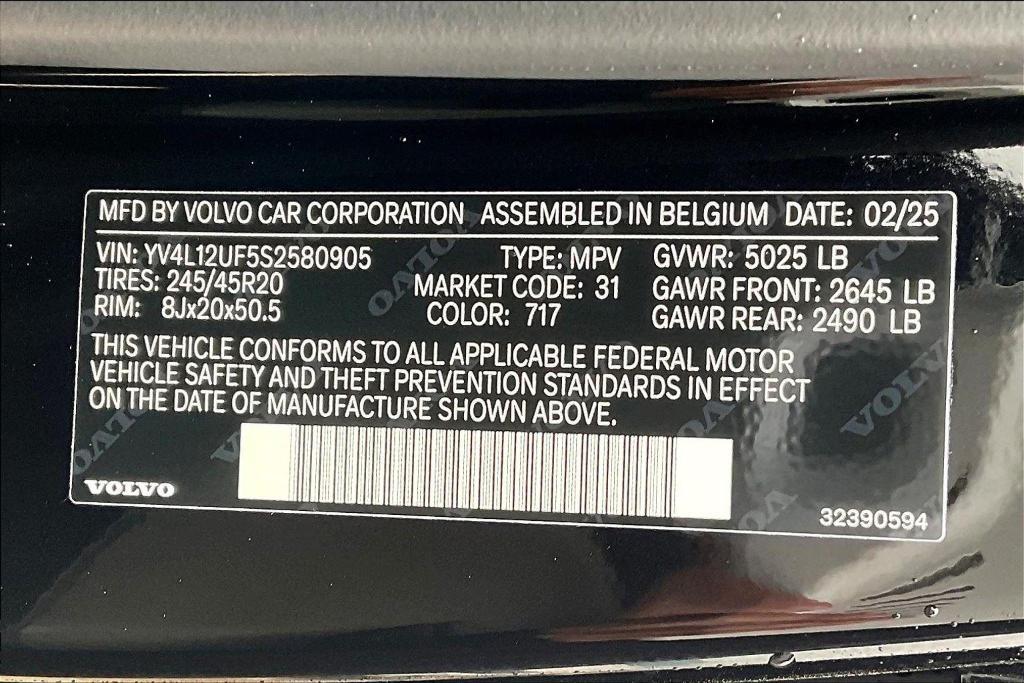 MFD BY VOLVO CAR CORPORATION ASSEMBLED IN BELGIUM DATE: 02/25
VIN: YV4L12UF5S2580905 TYPE: MPV GVWR: 5025 LB
TIRES: 245/45R20 MARKET CODE: 31 GAWR FRONT: 2645 LB
RIM: 8Jx20x50.5 COLOR: 717 GAWR REAR: 2490 LB
THIS VEHICLE CONFORMS TO ALL APPLICABLE FEDERAL MOTOR
VEHICLE SAFETY AND THEFT PREVENTION STANDARDS IN EFFECT
ON THE DATE OF MANUFACTURE SHOWN ABOVE.
VOLVO
32390594